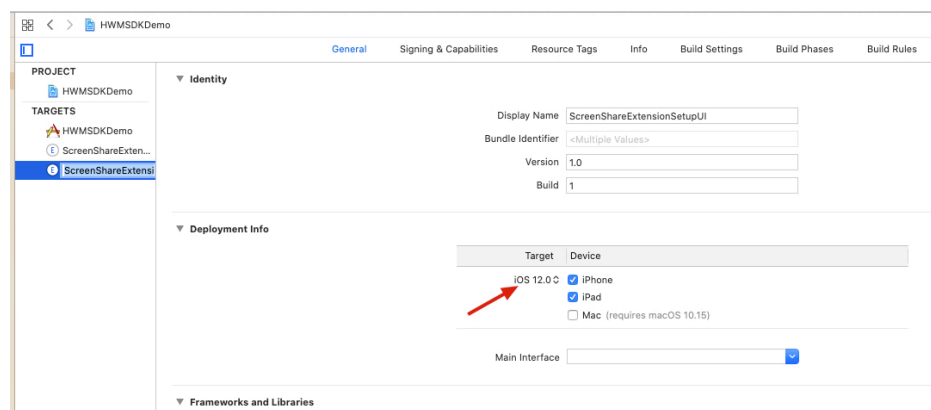 HWMSDKDemo
General Signing & Capabilities Resource Tags Info Build Settings Build Phases Build Rules
PROJECT
HWMSDKDemo
TARGETS
HWMSDKDemo
ScreenShareExten...
ScreenShareExtensi
Identity
Display Name ScreenShareExtensionSetupUI
Bundle Identifier <Multiple Values>
Version 1.0
Build 1
Deployment Info
Target Device
iOS 12.0 iPhone
iPad
Mac (requires macOS 10.15)
Main Interface
Frameworks and Libraries